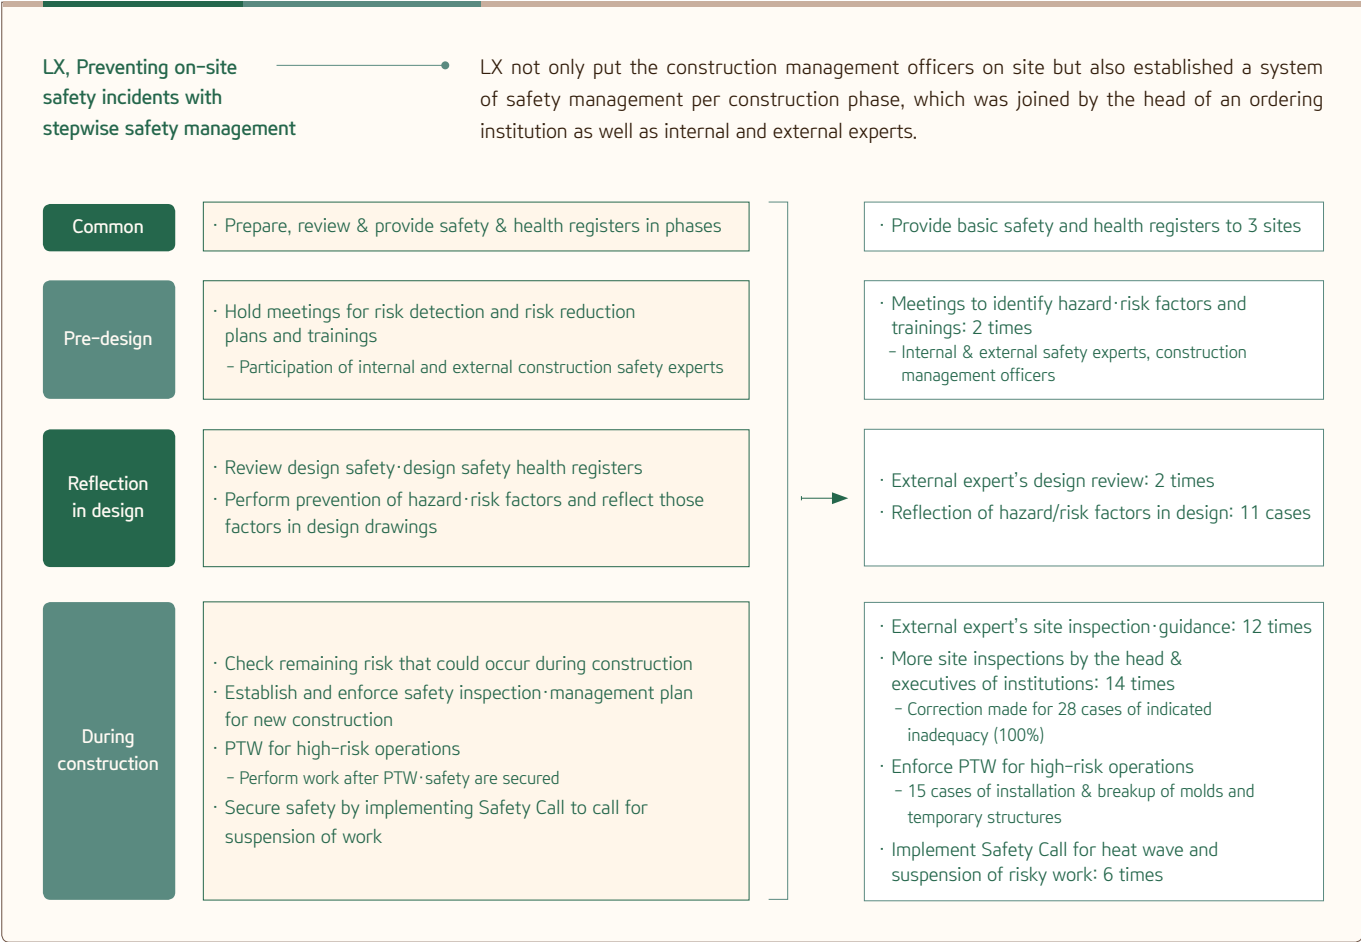 LX, Preventing on-site
safety incidents with
stepwise safety management
LX not only put the construction management officers on site but also established a system
of safety management per construction phase, which was joined by the head of an ordering
institution as well as internal and external experts.
Common
· Prepare, review & provide safety & health registers in phases
· Provide basic safety and health registers to 3 sites
Pre-design
· Hold meetings for risk detection and risk reduction
plans and trainings
- Participation of internal and external construction safety experts
· Meetings to identify hazard·risk factors and
trainings: 2 times
- Internal & external safety experts, construction
management officers
Reflection
in design
· Review design safety·design safety health registers
· Perform prevention of hazard·risk factors and reflect those
factors in design drawings
· External expert's design review: 2 times
· Reflection of hazard/risk factors in design: 11 cases
During
construction
· Check remaining risk that could occur during construction
· Establish and enforce safety inspection·management plan
for new construction
· PTW for high-risk operations
- Perform work after PTW·safety are secured
· Secure safety by implementing Safety Call to call for
suspension of work
· External expert's site inspection·guidance: 12 times
· More site inspections by the head &
executives of institutions: 14 times
- Correction made for 28 cases of indicated
inadequacy (100%)
· Enforce PTW for high-risk operations
- 15 cases of installation & breakup of molds and
temporary structures
· Implement Safety Call for heat wave and
suspension of risky work: 6 times